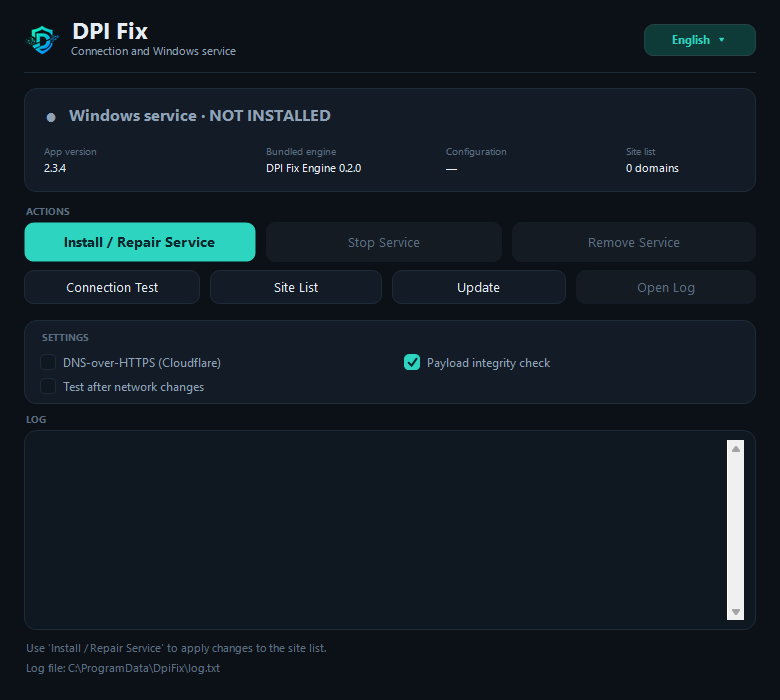 DPI Fix
Connection and Windows service
English ▼
Windows service · NOT INSTALLED
App version Bundled engine Configuration Site list
2.3.4 DPI Fix Engine 0.2.0 — 0 domains
ACTIONS
Install / Repair Service Stop Service Remove Service
Connection Test Site List Update Open Log
SETTINGS
DNS-over-HTTPS (Cloudflare) Payload integrity check
Test after network changes
LOG
Use 'Install / Repair Service' to apply changes to the site list.
Log file: C:\ProgramData\DpiFix\log.txt